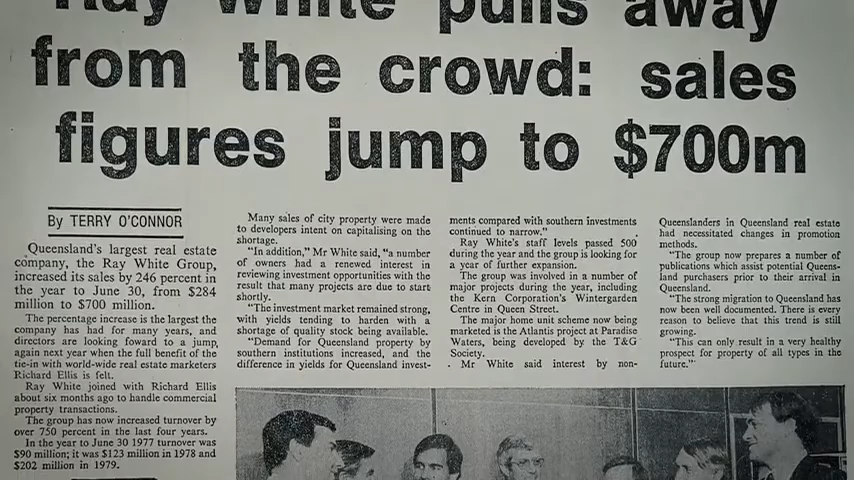 Ray White pulls away
from the crowd: sales
figures jump to $700m
By TERRY O'CONNOR
Queensland's largest real estate
company, the Ray White Group,
increased its sales by 246 percent in
the year to June 30, from $284
million to $700 million.
The percentage increase is the largest the
company has had for many years, and
directors are looking foward to a jump,
again next year when the full benefit of the
tie-in with world-wide real estate marketers
Richard Ellis is felt.
Ray White joined with Richard Ellis
about six months ago to handle commercial
property transactions.
The group has now increased turnover by
over 750 percent in the last four years.
In the year to June 30 1977 turnover was
$90 million; it was $123 million in 1978 and
$202 million in 1979.
Many sales of city property were made
to developers intent on capitalising on the
shortage.
"In addition," Mr White said, "a number
of owners had a renewed interest in
reviewing investment opportunities with the
result that many projects are due to start
shortly.
"The investment market remained strong,
with yields tending to harden with a
shortage of quality stock being available.
"Demand for Queensland property by
southern institutions increased, and the
difference in yields for Queensland invest-
ments compared with southern investments
continued to narrow."
Ray White's staff levels passed 500
during the year and the group is looking for
a year of further expansion.
The group was involved in a number of
major projects during the year, including
the Kern Corporation's Wintergarden
Centre in Queen Street.
The major home unit scheme now being
marketed is the Atlantis project at Paradise
Waters, being developed by the T&G
Society.
Mr White said interest by non-
Queenslanders in Queensland real estate
had necessitated changes in promotion
methods.
"The group now prepares a number of
publications which assist potential Queens-
land purchasers prior to their arrival in
Queensland.
"The strong migration to Queensland has
now been well documented. There is every
reason to believe that this trend is still
growing.
"This can only result in a very healthy
prospect for property of all types in the
future."